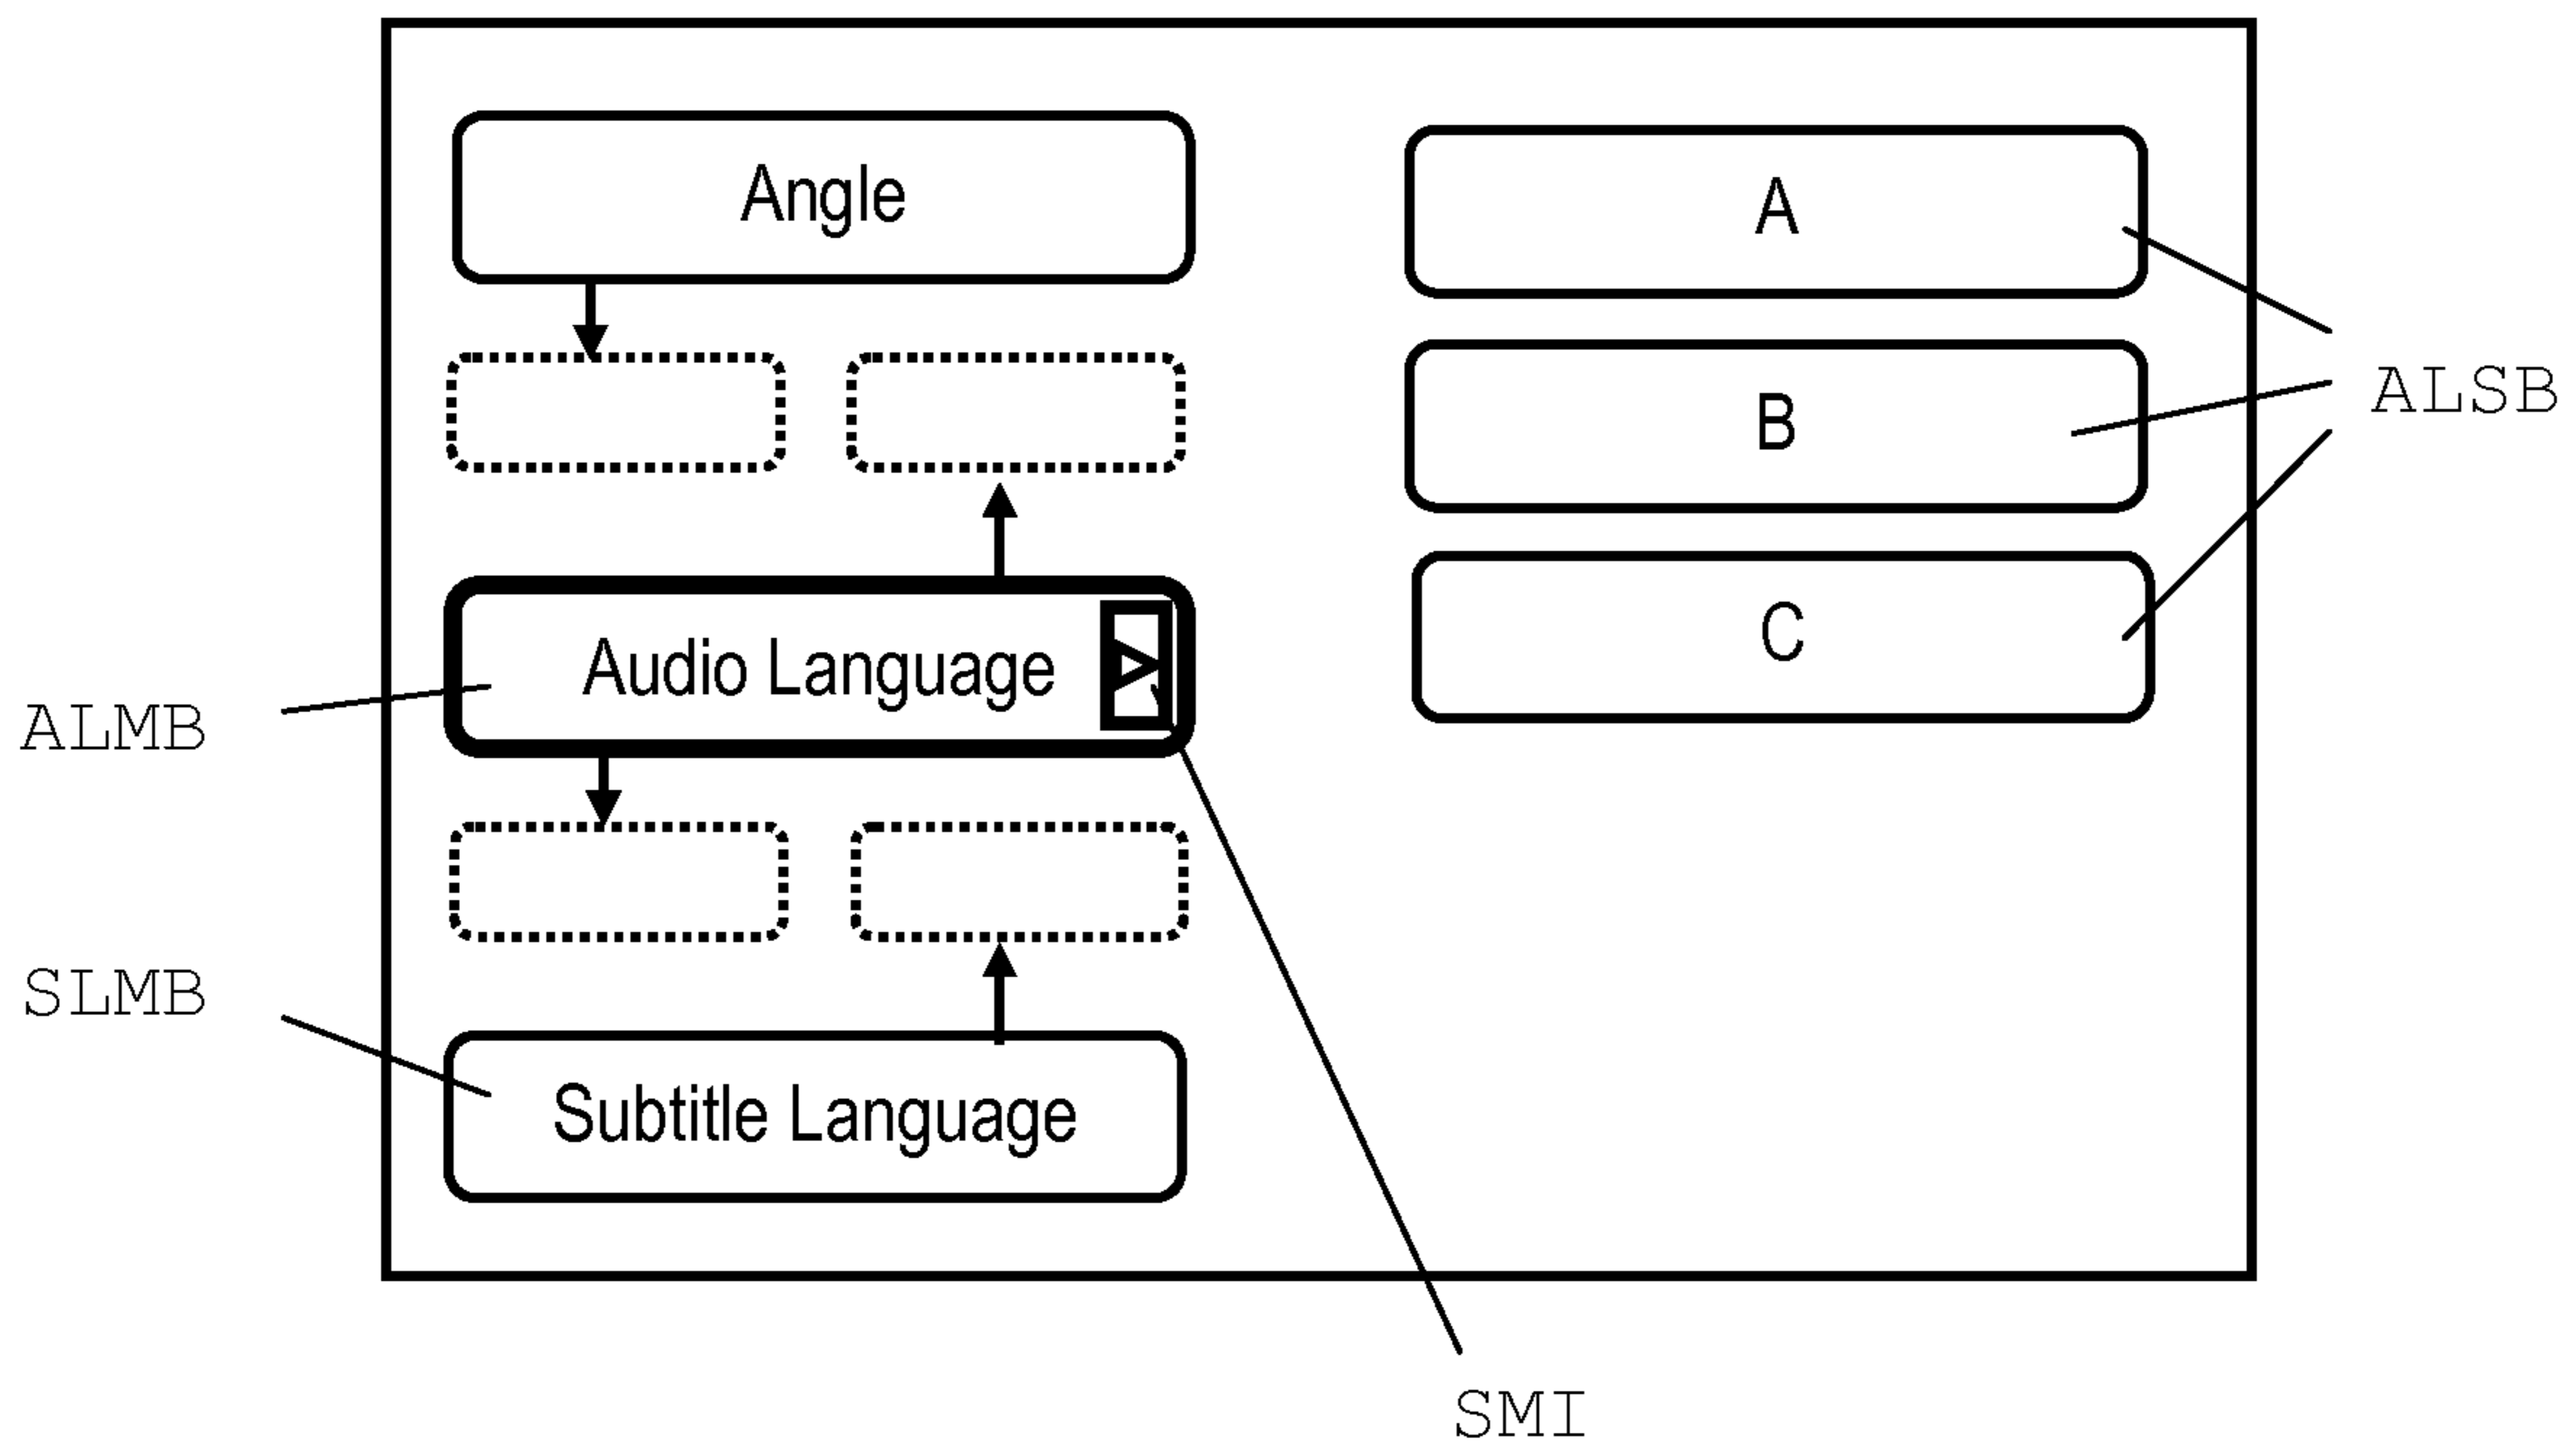 Angle
A
ALSB
B
Audio Language
C
ALMB
SLMB
Subtitle Language
SMI